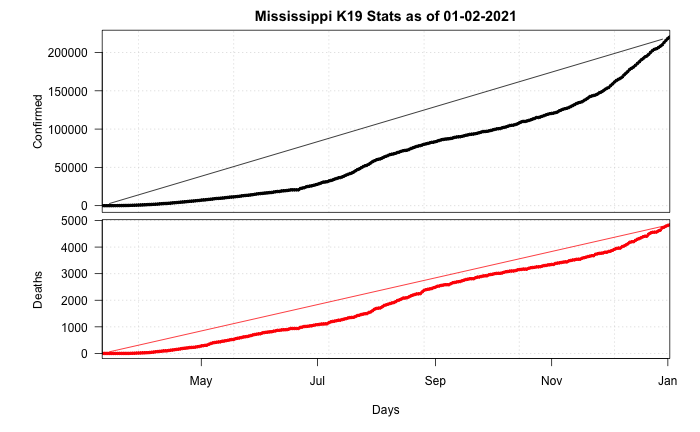 Mississippi K19 Stats as of 01-02-2021
Confirmed
200000
150000
100000
50000
0
Deaths
5000
4000
3000
2000
1000
0
May Jul Sep Nov Jan
Days